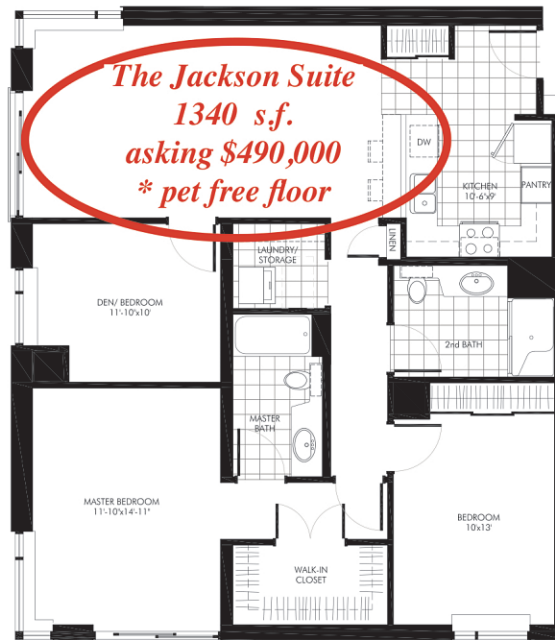 The Jackson Suite
1340 s.f.
asking $490,000
* pet free floor
DW
KITCHEN
10'-6"x9'
PANTRY
LINEN
LAUNDRY/
STORAGE
DEN/ BEDROOM
11'-10"x10'
2nd BATH
MASTER
BATH
MASTER BEDROOM
11'-10"x14'-11"
BEDROOM
10'x13'
WALK-IN
CLOSET